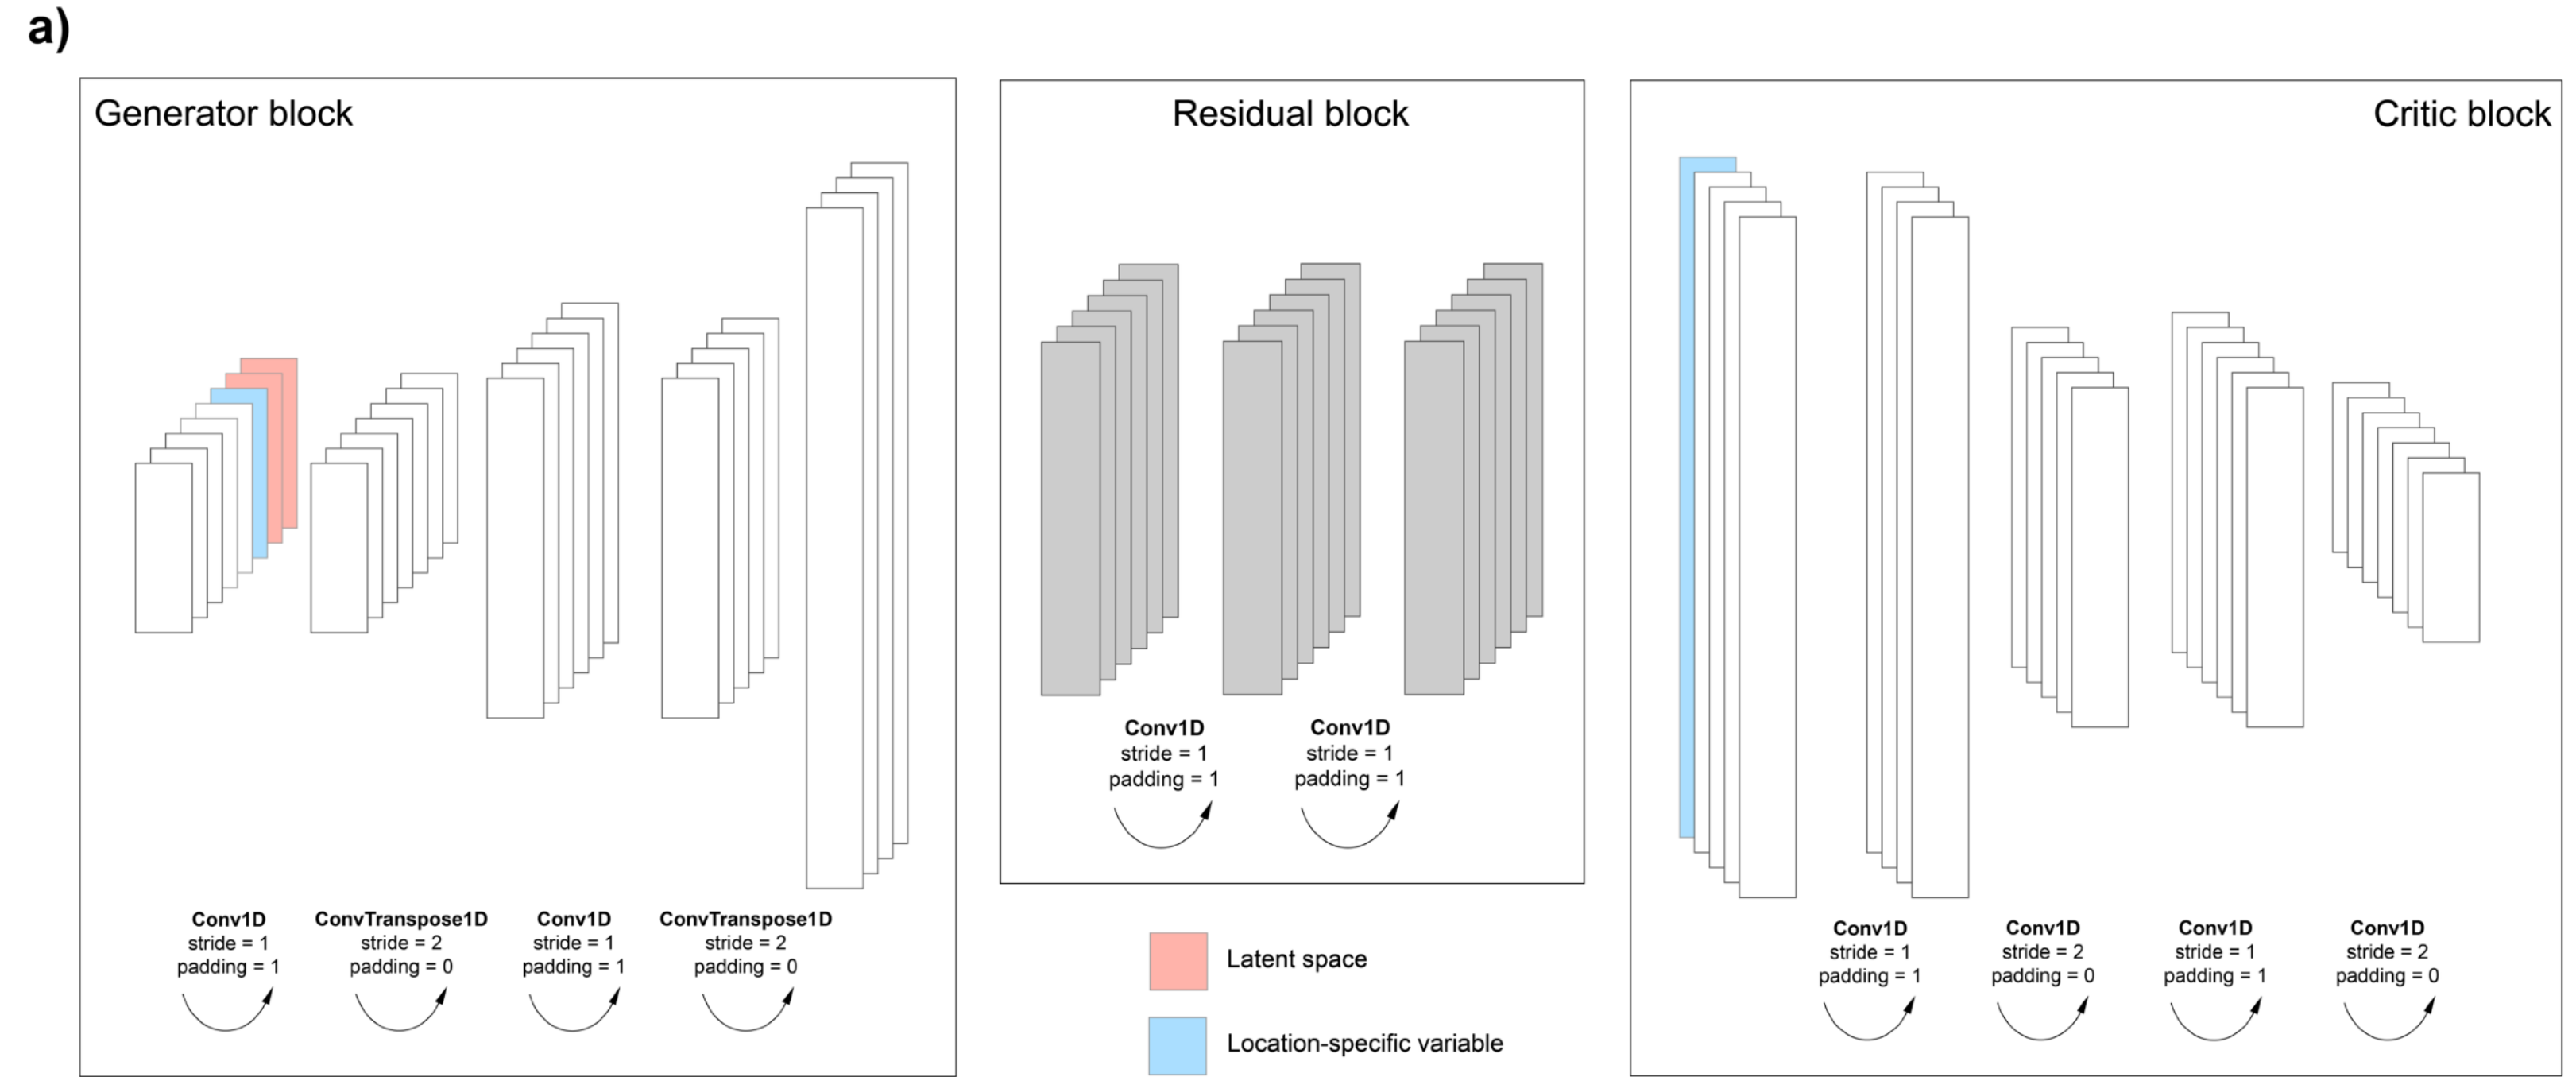 a)
Generator block
Conv1D
stride = 1
padding = 1
ConvTranspose1D
stride = 2
padding = 0
Conv1D
stride = 1
padding = 1
ConvTranspose1D
stride = 2
padding = 0
Residual block
Conv1D
stride = 1
padding = 1
Conv1D
stride = 1
padding = 1
Latent space
Location-specific variable
Critic block
Conv1D
stride = 1
padding = 1
Conv1D
stride = 2
padding = 0
Conv1D
stride = 1
padding = 1
Conv1D
stride = 2
padding = 0